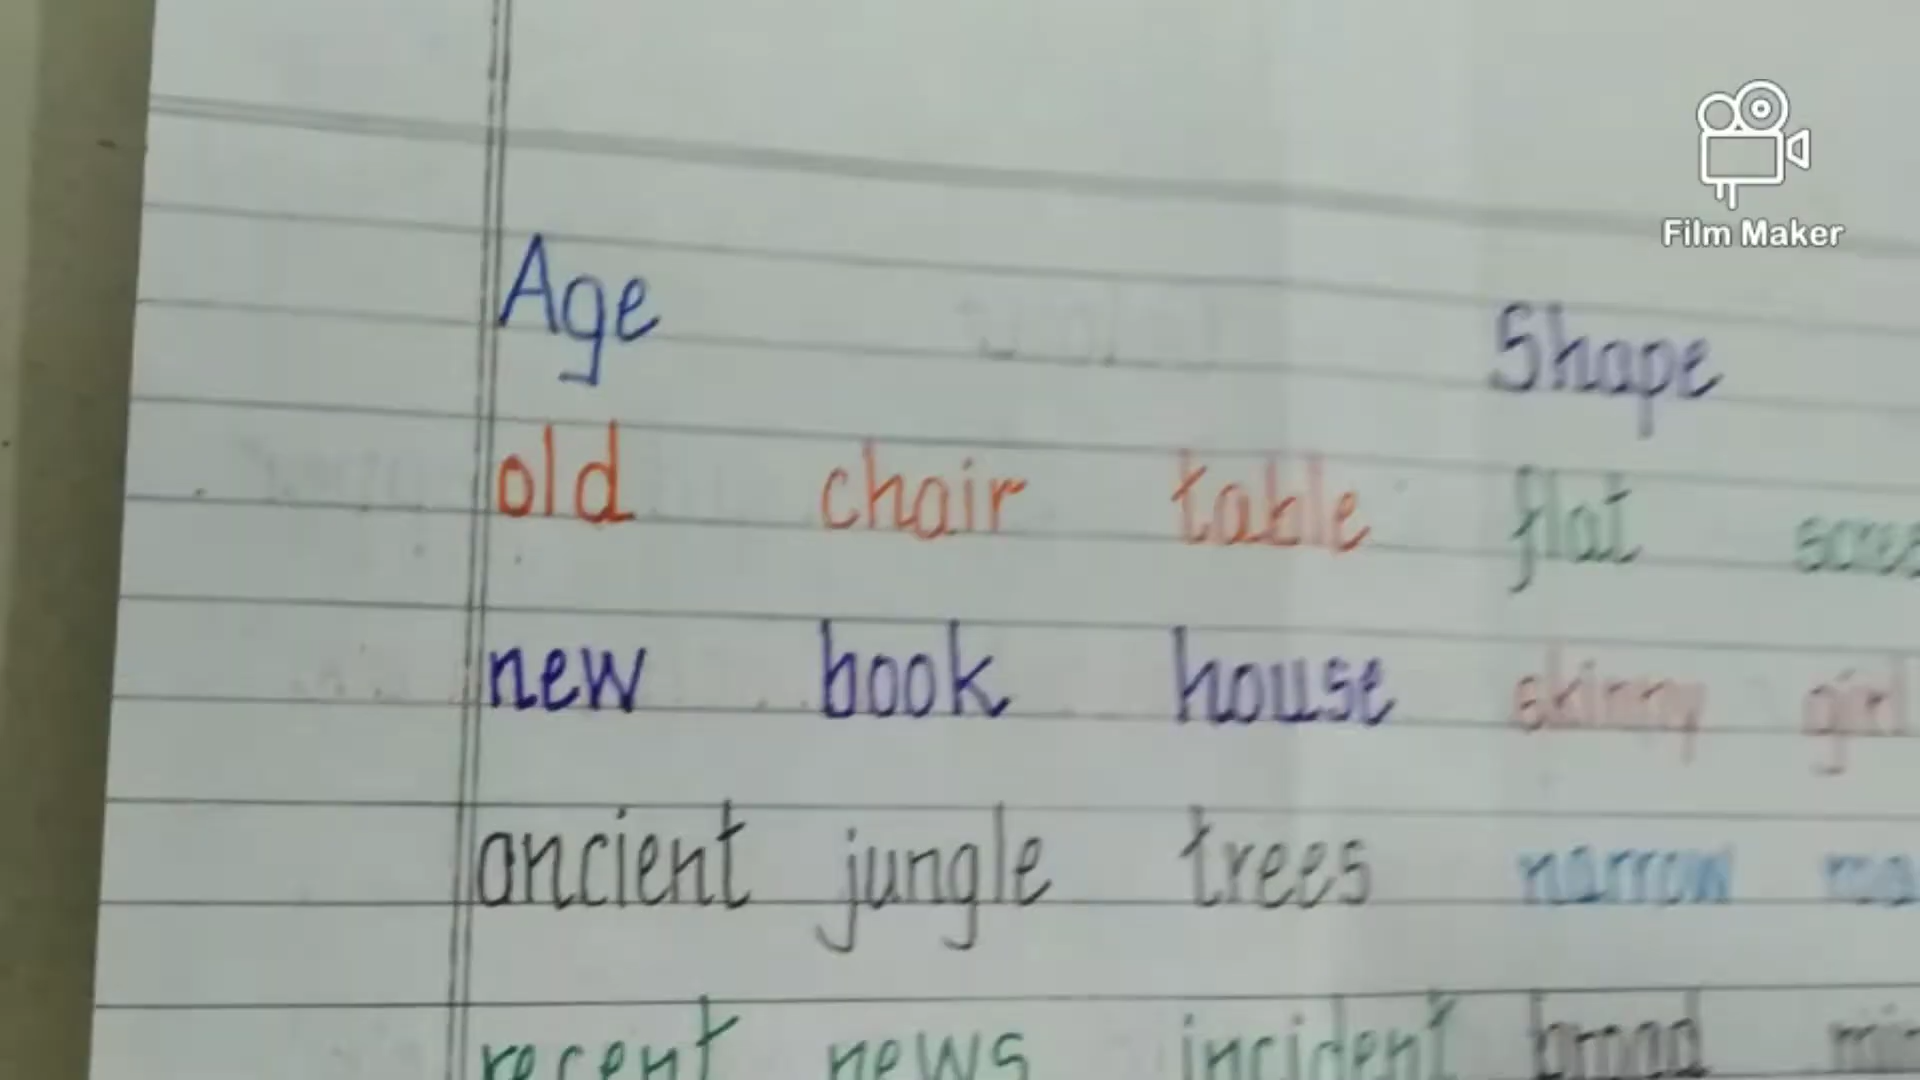 Film Maker
Age Shape
old chair table flat
new book house skinny girl
ancient jungle trees narrow
recent news incident broad